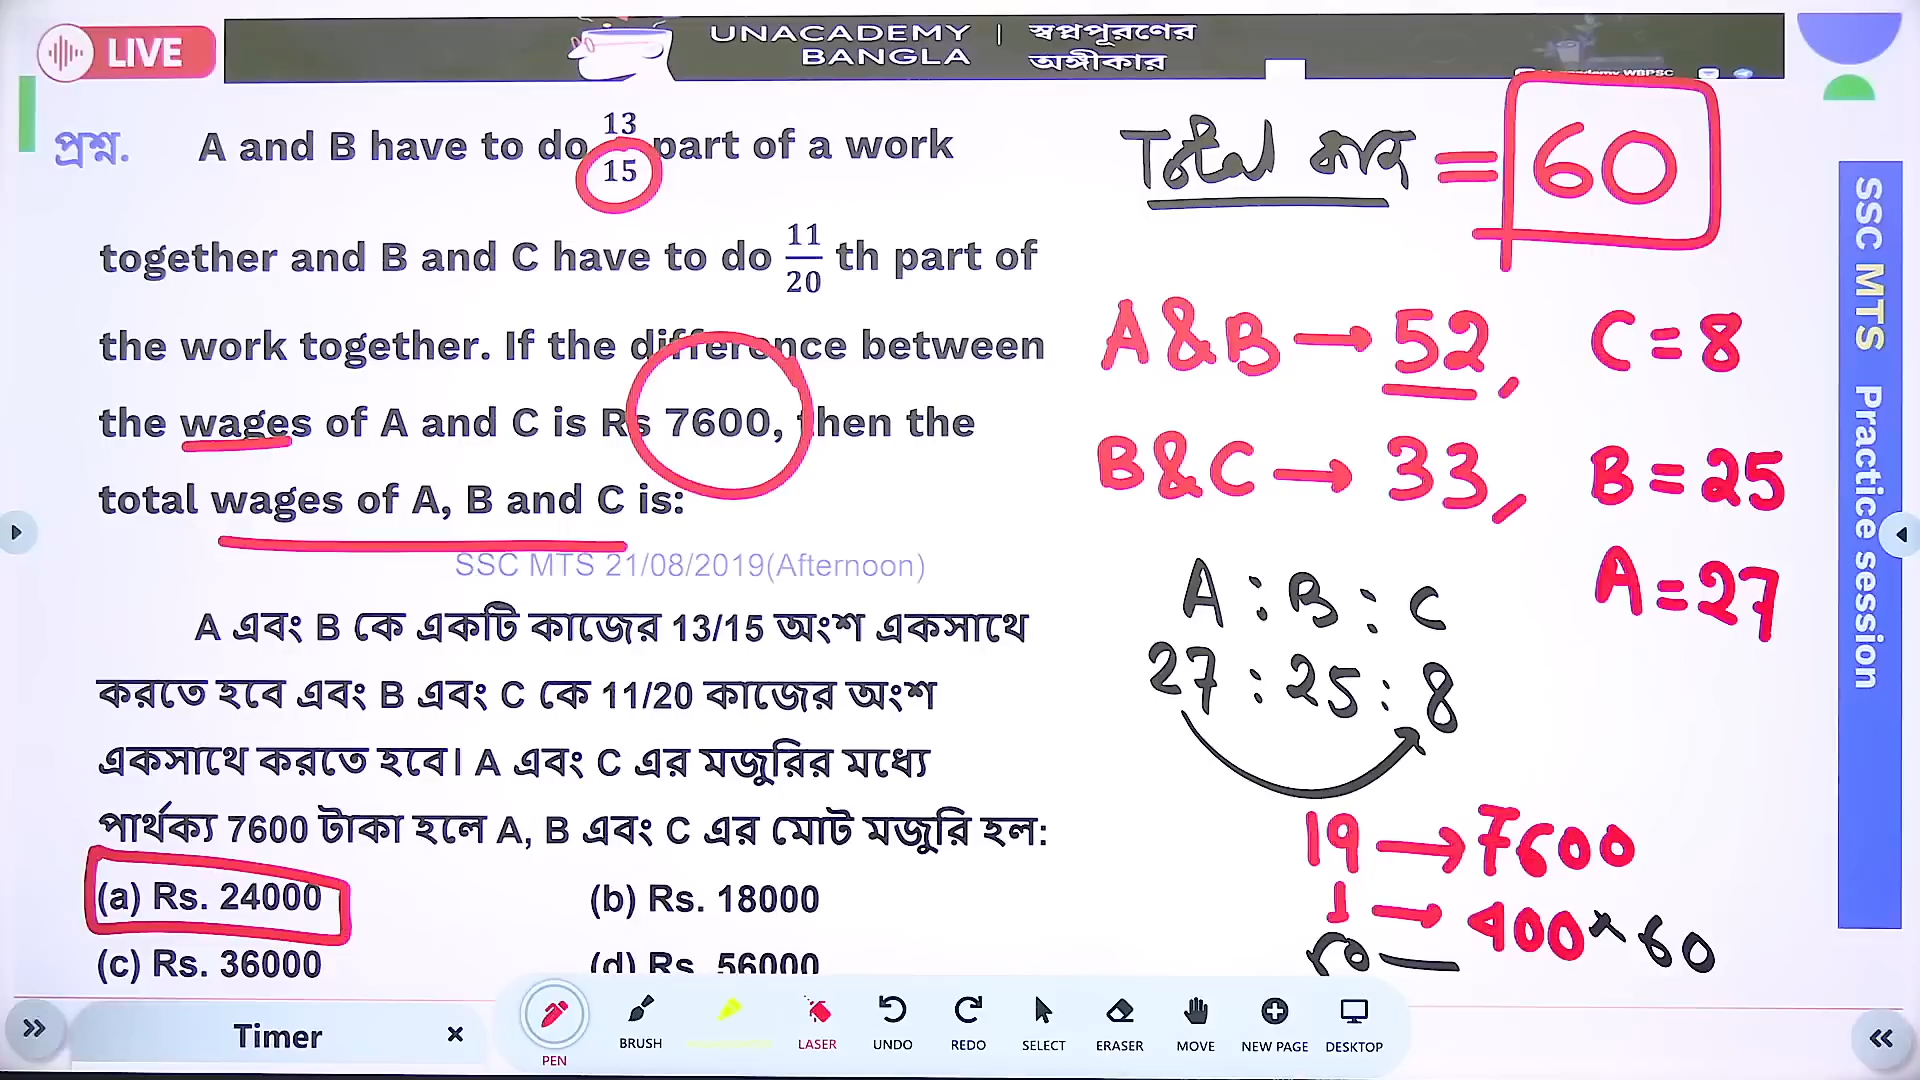 LIVE
UNACADEMY BANGLA | স্বপ্নপূরণের অঙ্গীকার
প্রশ্ন. A and B have to do 13/15 part of a work
together and B and C have to do 11/20 th part of
the work together. If the difference between
the wages of A and C is Rs 7600, then the
total wages of A, B and C is:
SSC MTS 21/08/2019(Afternoon)
A এবং B কে একটি কাজের 13/15 অংশ একসাথে
করতে হবে এবং B এবং C কে 11/20 কাজের অংশ
একসাথে করতে হবে। A এবং C এর মজুরির মধ্যে
পার্থক্য 7600 টাকা হলে A, B এবং C এর মোট মজুরি হল:
(a) Rs. 24000 (b) Rs. 18000
(c) Rs. 36000 (d) Rs. 56000
Total কাজ = 60
A&B → 52, C = 8
B&C → 33, B = 25
A = 27
A : B : C
27 : 25 : 8
19 → 7600
1 → 400 × 60
60 —
SSC MTS Practice session
Timer ×
PEN BRUSH LASER UNDO REDO SELECT ERASER MOVE NEW PAGE DESKTOP